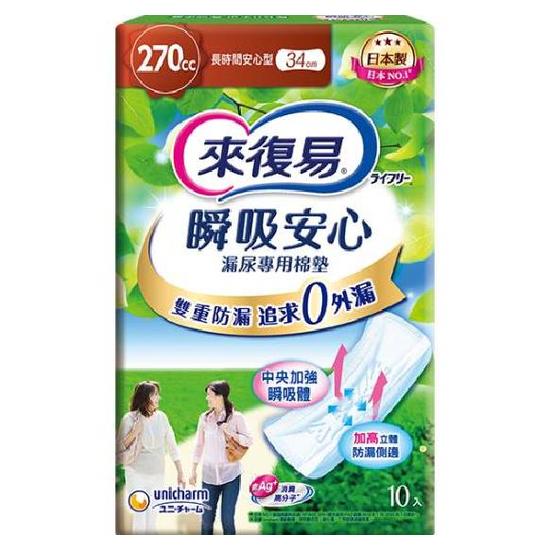 270cc 長時間安心型 34cm
★★★
日本製
日本NO.1
來復易®
ライフリー
瞬吸安心
漏尿專用棉墊
雙重防漏 追求0外漏
中央加強
瞬吸體
加高立體
防漏側邊
含Ag+ 消臭
高分子
unicharm
ユニ・チャーム
10入